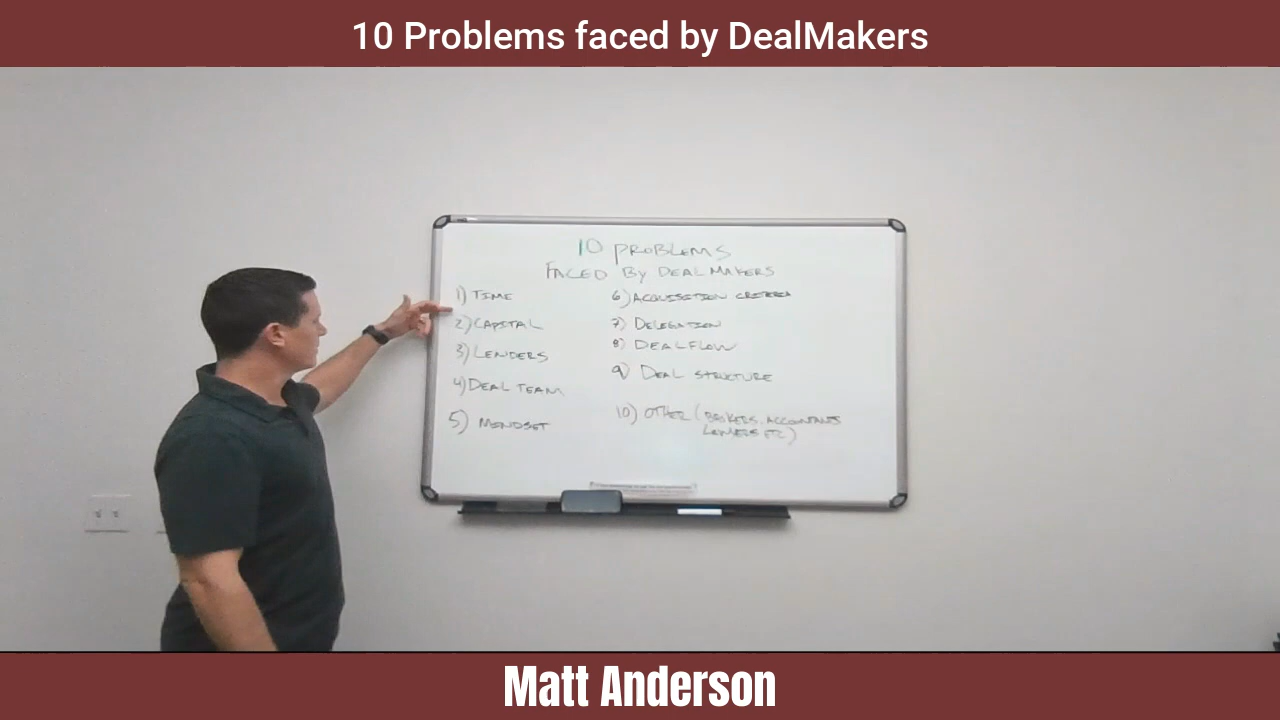 10 Problems faced by DealMakers
10 PROBLEMS
FACED BY DEAL MAKERS
1) TIME
2) CAPITAL
3) LENDERS
4) DEAL TEAM
5) MINDSET
6) ACQUISITION CRITERIA
7) DELEGATION
8) DEALFLOW
9) DEAL STRUCTURE
10) OTHER (BROKERS, ACCOUNTANTS
LAWYERS ETC)
Matt Anderson